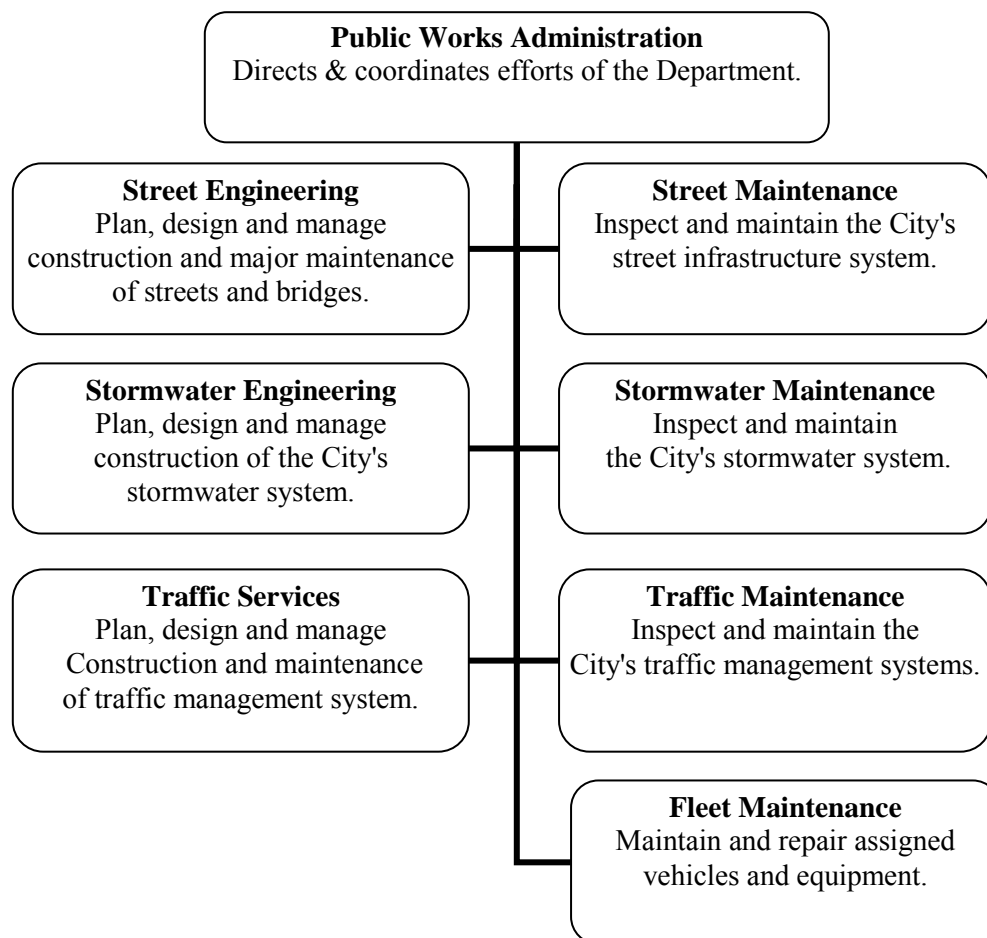 Public Works Administration
Directs & coordinates efforts of the Department.
Street Engineering
Plan, design and manage
construction and major maintenance
of streets and bridges.
Street Maintenance
Inspect and maintain the City's
street infrastructure system.
Stormwater Engineering
Plan, design and manage
construction of the City's
stormwater system.
Stormwater Maintenance
Inspect and maintain
the City's stormwater system.
Traffic Services
Plan, design and manage
Construction and maintenance
of traffic management system.
Traffic Maintenance
Inspect and maintain the
City's traffic management systems.
Fleet Maintenance
Maintain and repair assigned
vehicles and equipment.